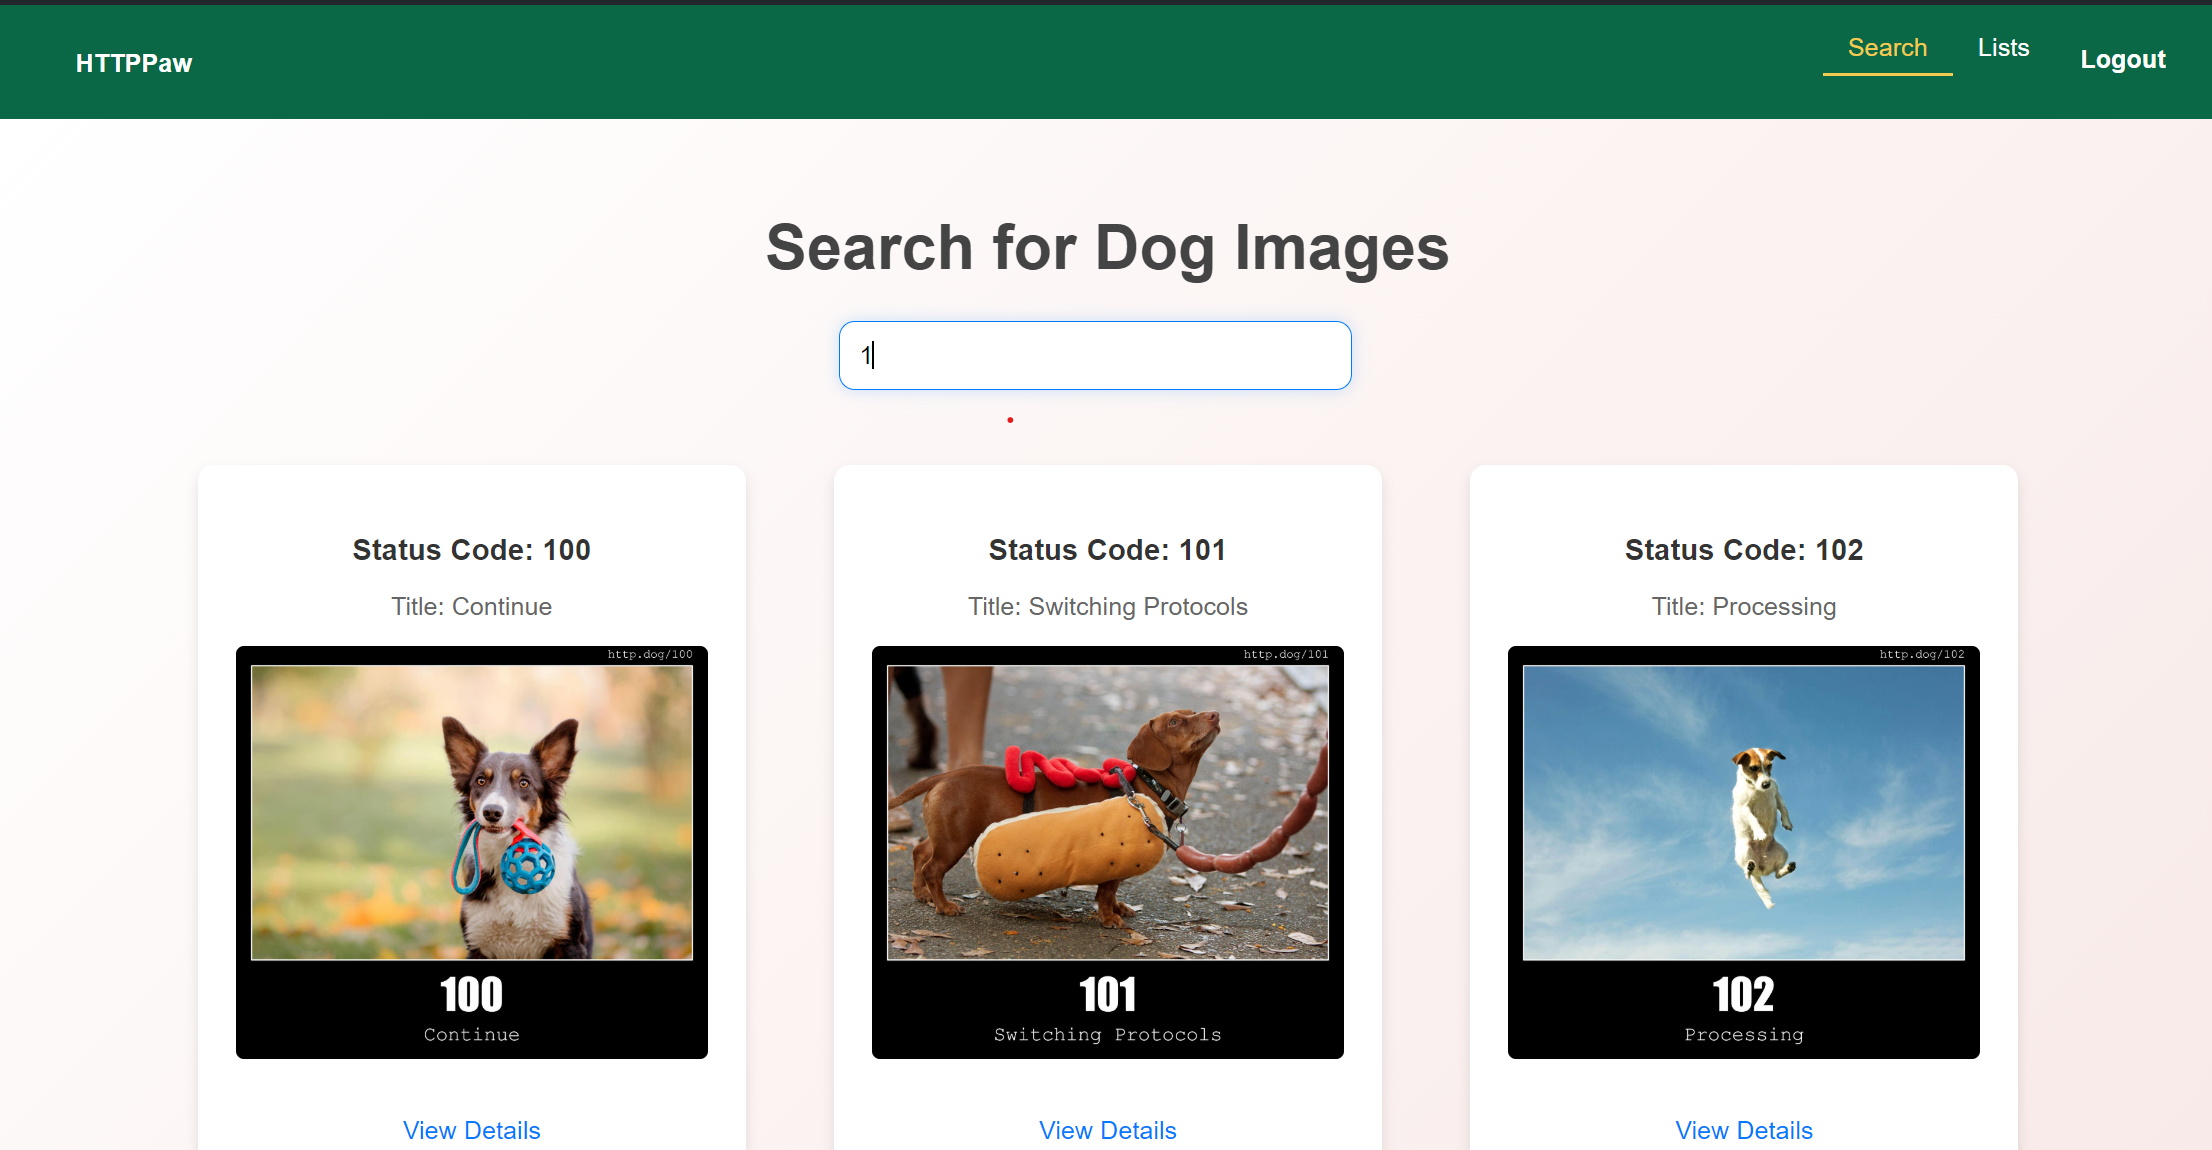 HTTPPaw
Search
Lists
Logout
Search for Dog Images
1
Status Code: 100
Title: Continue
http.dog/100
100
Continue
View Details
Status Code: 101
Title: Switching Protocols
http.dog/101
101
Switching Protocols
View Details
Status Code: 102
Title: Processing
http.dog/102
102
Processing
View Details